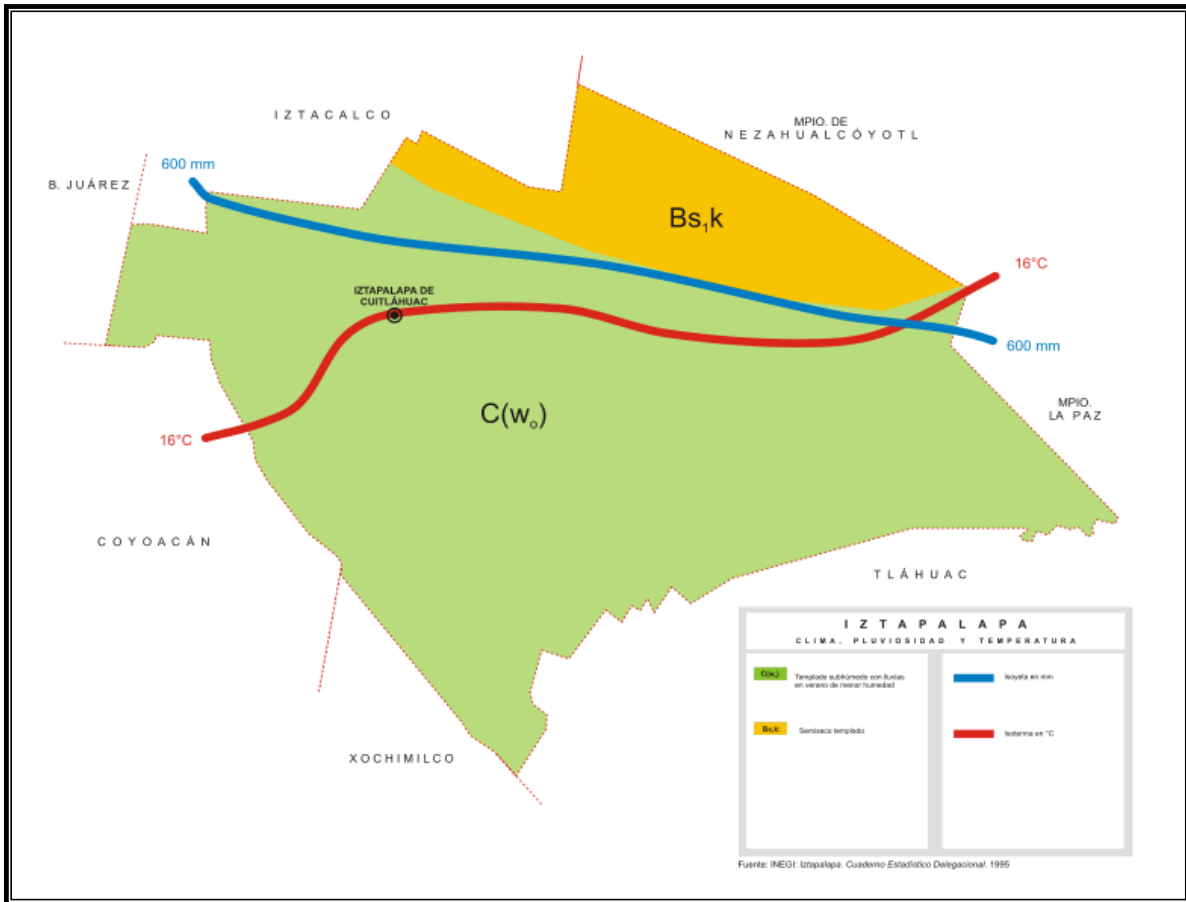 IZTACALCO
MPIO. DE
NEZAHUALCÓYOTL
B. JUÁREZ
600 mm
Bs₁k
16°C
IZTAPALAPA DE
CUITLÁHUAC
600 mm
C(wₒ)
MPIO.
LA PAZ
16°C
COYOACÁN
TLÁHUAC
XOCHIMILCO
IZTAPALAPA
CLIMA, PLUVIOSIDAD Y TEMPERATURA
C(wₒ) Templado subhúmedo con lluvias
en verano de menor humedad
Bs₁k: Semiseco templado
Isoyeta en mm
Isoterma en °C
Fuente: INEGI: Iztapalapa. Cuaderno Estadístico Delegacional. 1995